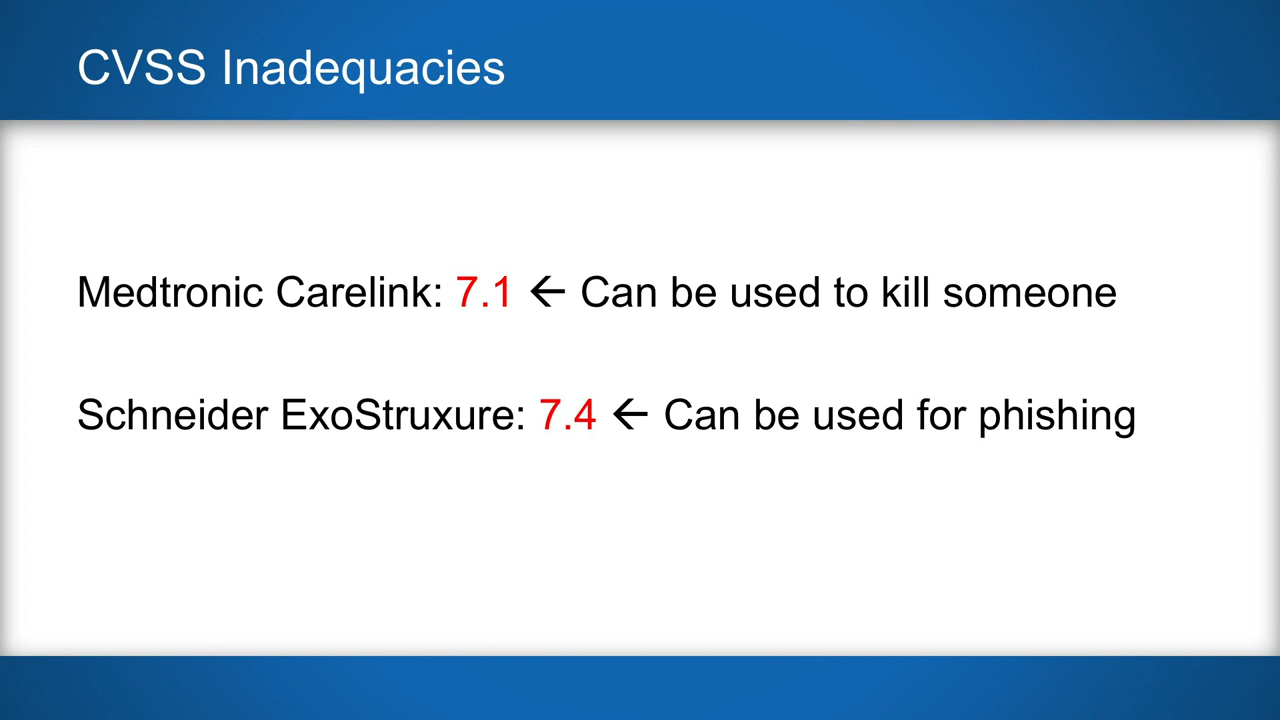 CVSS Inadequacies
Medtronic Carelink: 7.1 ← Can be used to kill someone
Schneider ExoStruxure: 7.4 ← Can be used for phishing